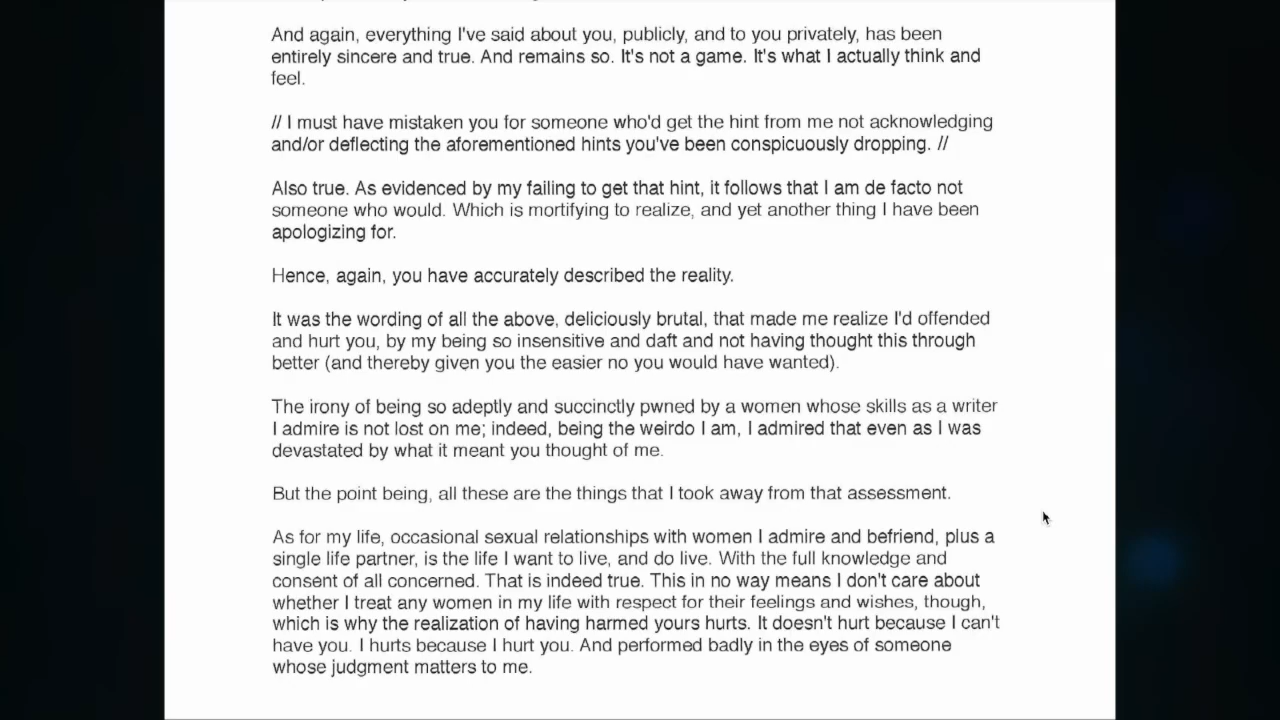 And again, everything I've said about you, publicly, and to you privately, has been
entirely sincere and true. And remains so. It's not a game. It's what I actually think and
feel.
// I must have mistaken you for someone who'd get the hint from me not acknowledging
and/or deflecting the aforementioned hints you've been conspicuously dropping. //
Also true. As evidenced by my failing to get that hint, it follows that I am de facto not
someone who would. Which is mortifying to realize, and yet another thing I have been
apologizing for.
Hence, again, you have accurately described the reality.
It was the wording of all the above, deliciously brutal, that made me realize I'd offended
and hurt you, by my being so insensitive and daft and not having thought this through
better (and thereby given you the easier no you would have wanted).
The irony of being so adeptly and succinctly pwned by a women whose skills as a writer
I admire is not lost on me; indeed, being the weirdo I am, I admired that even as I was
devastated by what it meant you thought of me.
But the point being, all these are the things that I took away from that assessment.
As for my life, occasional sexual relationships with women I admire and befriend, plus a
single life partner, is the life I want to live, and do live. With the full knowledge and
consent of all concerned. That is indeed true. This in no way means I don't care about
whether I treat any women in my life with respect for their feelings and wishes, though,
which is why the realization of having harmed yours hurts. It doesn't hurt because I can't
have you. I hurts because I hurt you. And performed badly in the eyes of someone
whose judgment matters to me.